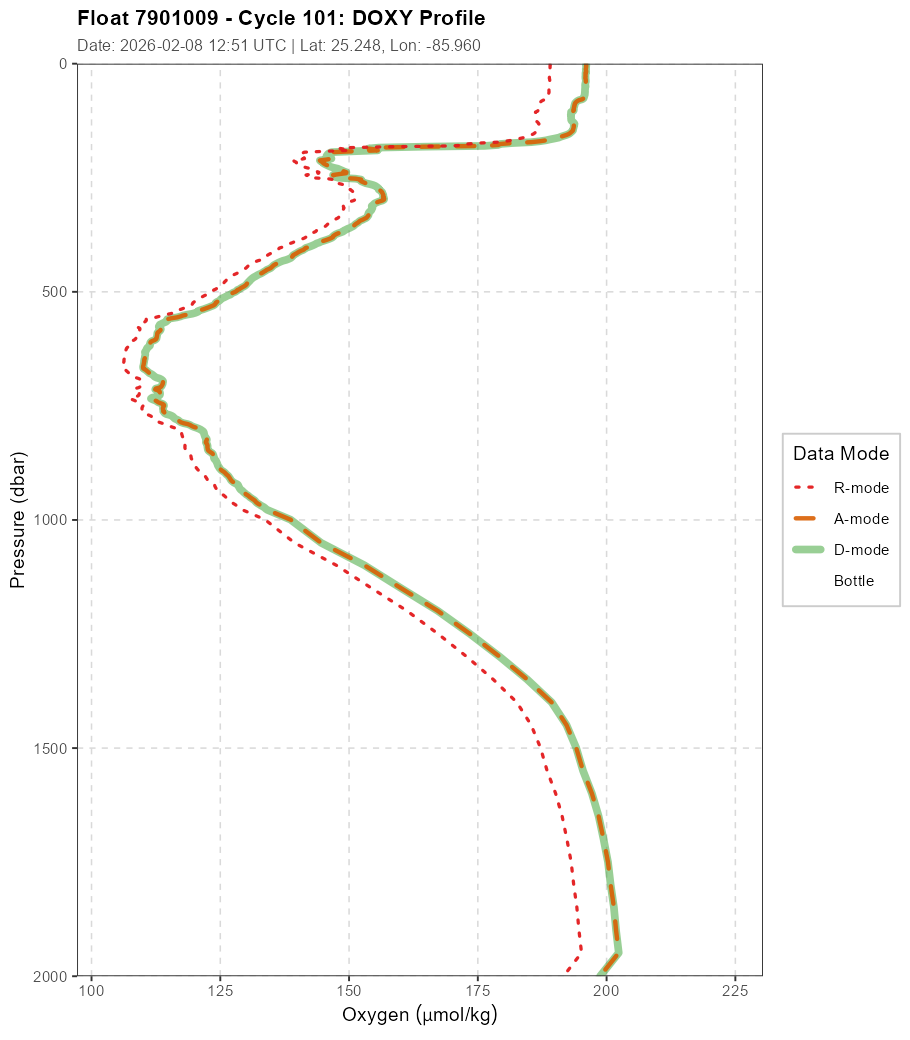 Float 7901009 - Cycle 101: DOXY Profile
Date: 2026-02-08 12:51 UTC | Lat: 25.248, Lon: -85.960
0
500
1000
1500
2000
Pressure (dbar)
100 125 150 175 200 225
Oxygen (μmol/kg)
Data Mode
R-mode
A-mode
D-mode
Bottle